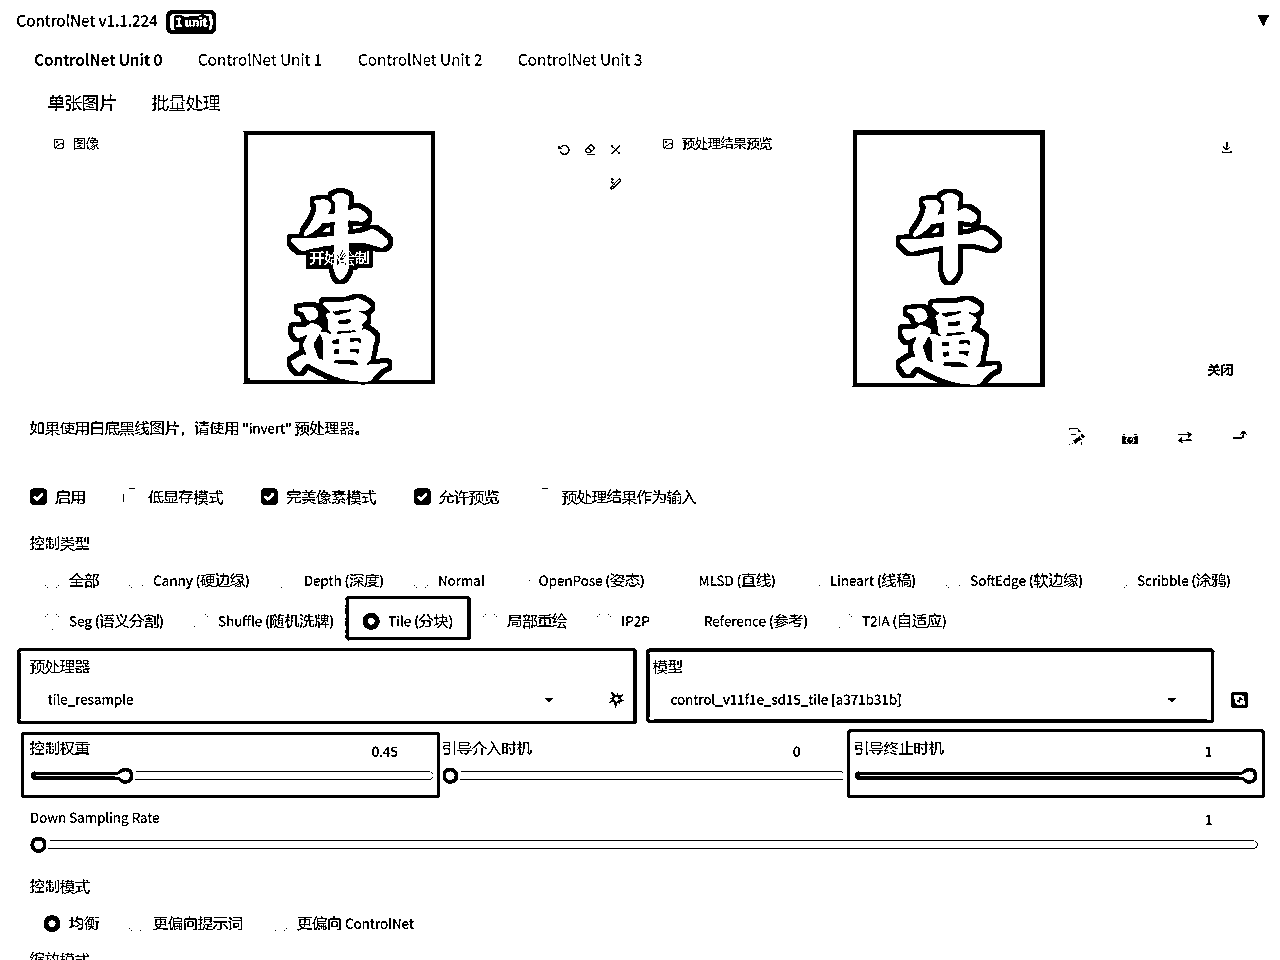 ControlNet v1.1.224 [1 unit]
ControlNet Unit 0 ControlNet Unit 1 ControlNet Unit 2 ControlNet Unit 3
单张图片 批量处理
图像 预处理结果预览
牛 牛
开始绘制
逼 逼
关闭
如果使用白底黑线图片，请使用 "invert" 预处理器。
启用 低显存模式 完美像素模式 允许预览 预处理结果作为输入
控制类型
全部 Canny (硬边缘) Depth (深度) Normal OpenPose (姿态) MLSD (直线) Lineart (线稿) SoftEdge (软边缘) Scribble (涂鸦)
Seg (语义分割) Shuffle (随机洗牌) Tile (分块) 局部重绘 IP2P Reference (参考) T2IA (自适应)
预处理器 模型
tile_resample control_v11f1e_sd15_tile [a371b31b]
控制权重 0.45 引导介入时机 0 引导终止时机 1
Down Sampling Rate 1
控制模式
均衡 更偏向提示词 更偏向 ControlNet
缩放模式